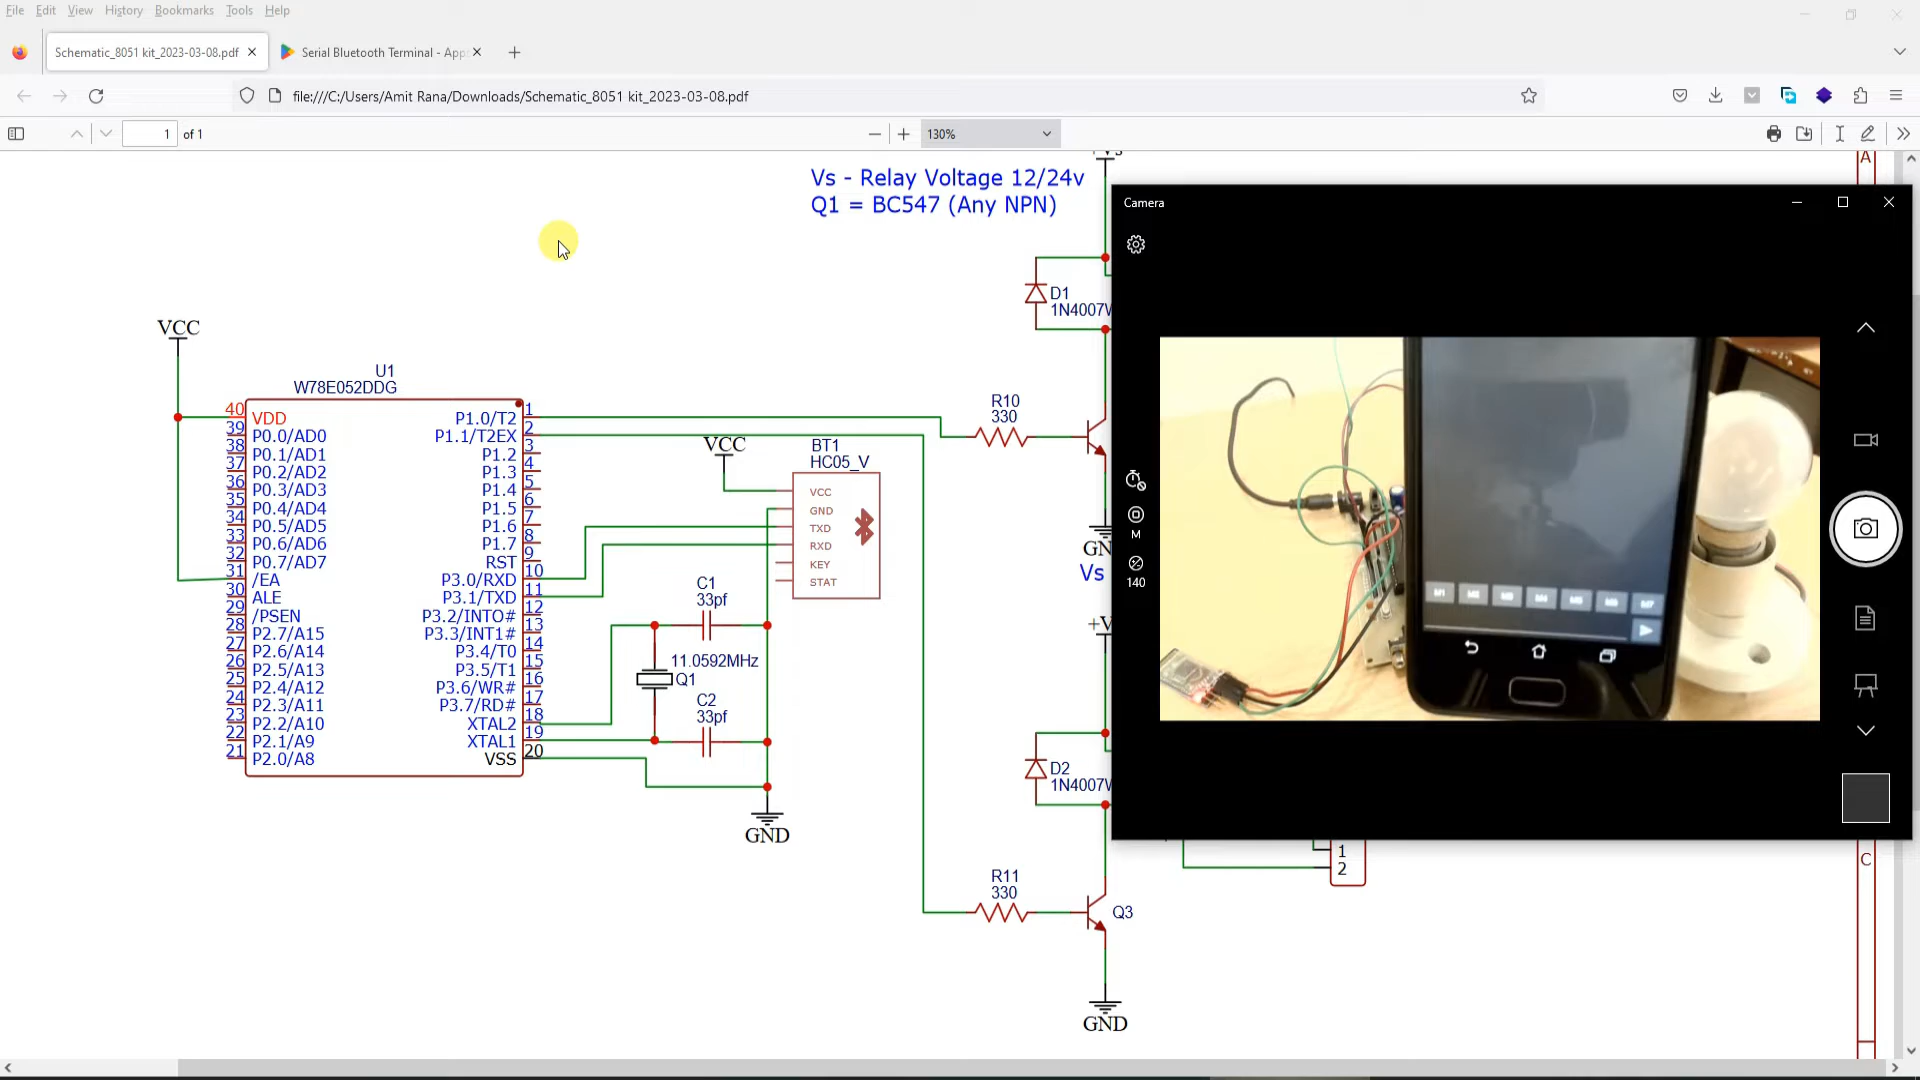 File Edit View History Bookmarks Tools Help
Schematic_8051 kit_2023-03-08.pdf
Serial Bluetooth Terminal - App
file:///C:/Users/Amit Rana/Downloads/Schematic_8051 kit_2023-03-08.pdf
1 of 1
130%
A
Vs - Relay Voltage 12/24v
Q1 = BC547 (Any NPN)
Camera
D1
1N4007W
VCC
U1
W78E052DDG
R10
330
VCC
BT1
HC05_V
VCC
GND
TXD
RXD
KEY
STAT
40 VDD P1.0/T2 1
39 P0.0/AD0 P1.1/T2EX 2
38 P0.1/AD1 P1.2 3
37 P0.2/AD2 P1.3 4
36 P0.3/AD3 P1.4 5
35 P0.4/AD4 P1.5 6
34 P0.5/AD5 P1.6 7
33 P0.6/AD6 P1.7 8
32 P0.7/AD7 RST 9
31 /EA P3.0/RXD 10
30 ALE P3.1/TXD 11
29 /PSEN P3.2/INTO# 12
28 P2.7/A15 P3.3/INT1# 13
27 P2.6/A14 P3.4/T0 14
26 P2.5/A13 P3.5/T1 15
25 P2.4/A12 P3.6/WR# 16
24 P2.3/A11 P3.7/RD# 17
23 P2.2/A10 XTAL2 18
22 P2.1/A9 XTAL1 19
21 P2.0/A8 VSS 20
C1
33pf
11.0592MHz
Q1
C2
33pf
GND
GN
Vs
+V
M
140
M1 M2 M3 M4 M5 M6 M7
D2
1N4007W
1
2
C
R11
330
Q3
GND